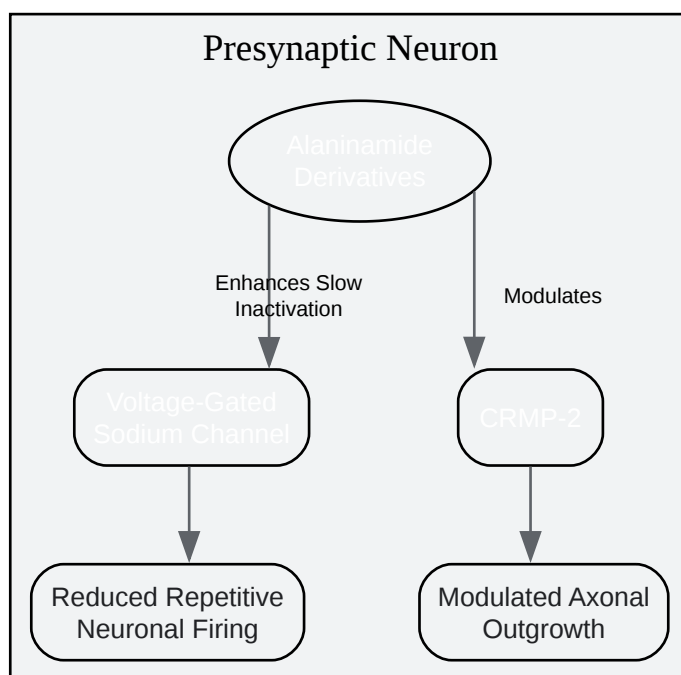 Presynaptic Neuron
Alaninamide
Derivatives
Enhances Slow
Inactivation
Modulates
Voltage-Gated
Sodium Channel
CRMP-2
Reduced Repetitive
Neuronal Firing
Modulated Axonal
Outgrowth